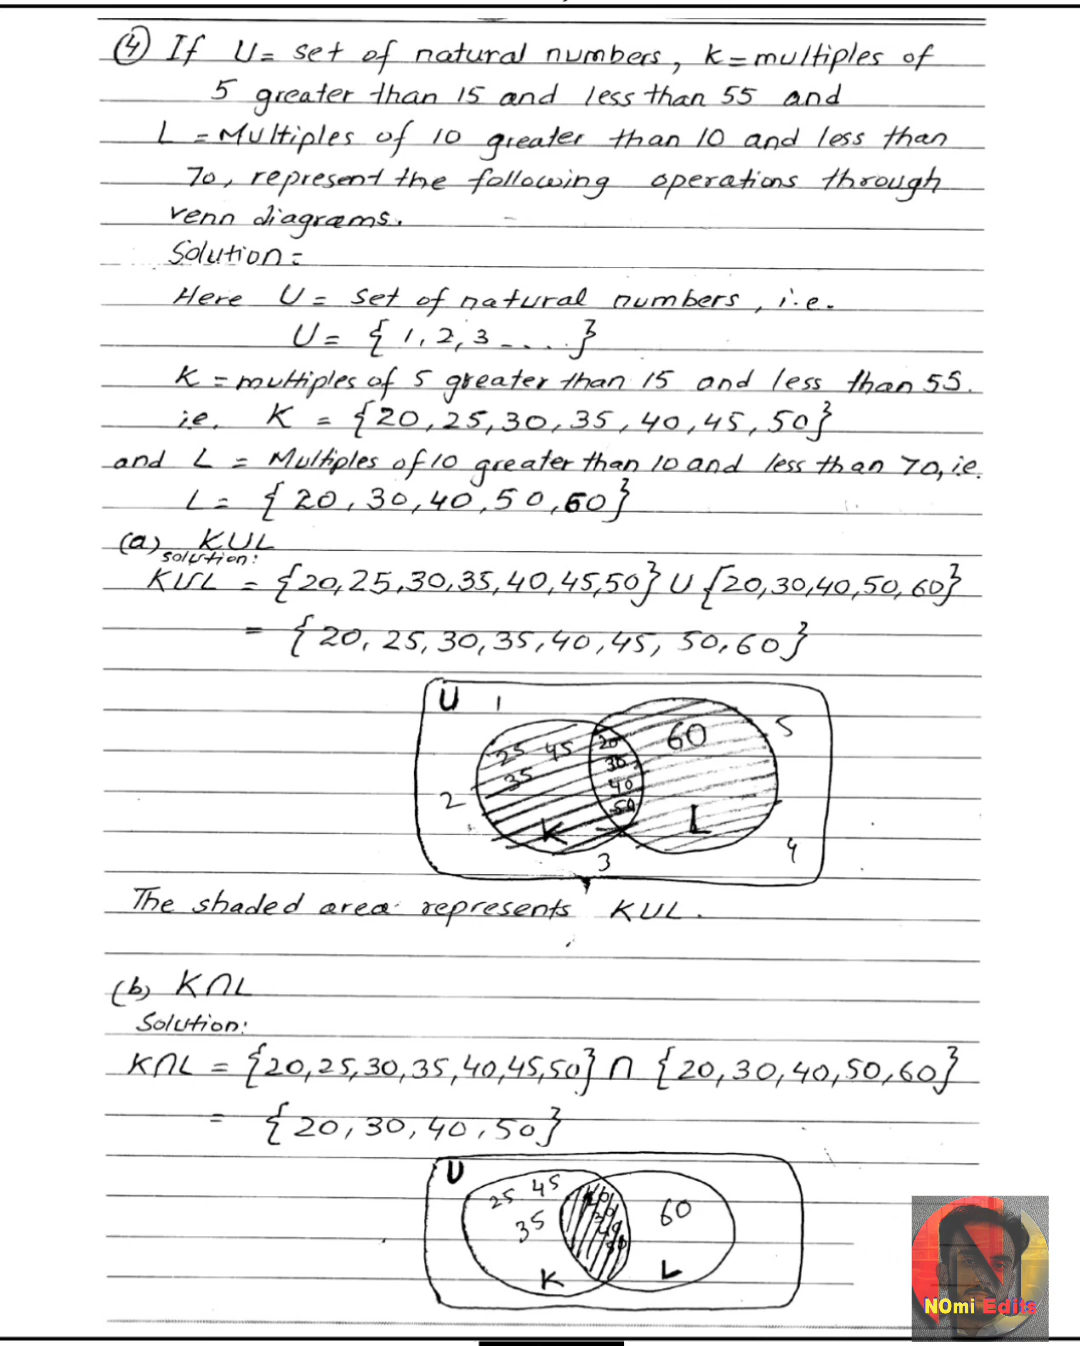 (4) If U= set of natural numbers, K=multiples of
5 greater than 15 and less than 55 and
L = Multiples of 10 greater than 10 and less than
70, represent the following operations through
venn diagrams.
Solution=
Here U= set of natural numbers, i.e.
U= {1,2,3 - . . . . }
K = multiples of 5 greater than 15 and less than 55.
i.e. K = {20,25,30,35,40,45,50}
and L = Multiples of 10 greater than 10 and less than 70, i.e.
L= {20,30,40,50,60}
(a) KUL
Solution:
KUL = {20,25,30,35,40,45,50} U {20,30,40,50,60}
= {20,25,30,35,40,45,50,60}
U 1
25 45 20 60 5
35 30
2 40
50
K L
3 4
The shaded area represents KUL.
(b) K∩L
Solution:
K∩L = {20,25,30,35,40,45,50} ∩ {20,30,40,50,60}
= {20,30,40,50}
U
25 45 60
35
K L
NOmi Edits